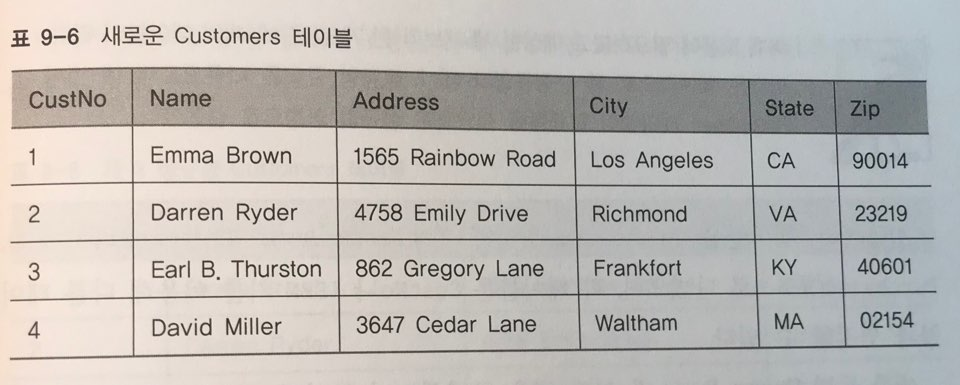 표 9-6 새로운 Customers 테이블
CustNo Name Address City State Zip
1 Emma Brown 1565 Rainbow Road Los Angeles CA 90014
2 Darren Ryder 4758 Emily Drive Richmond VA 23219
3 Earl B. Thurston 862 Gregory Lane Frankfort KY 40601
4 David Miller 3647 Cedar Lane Waltham MA 02154